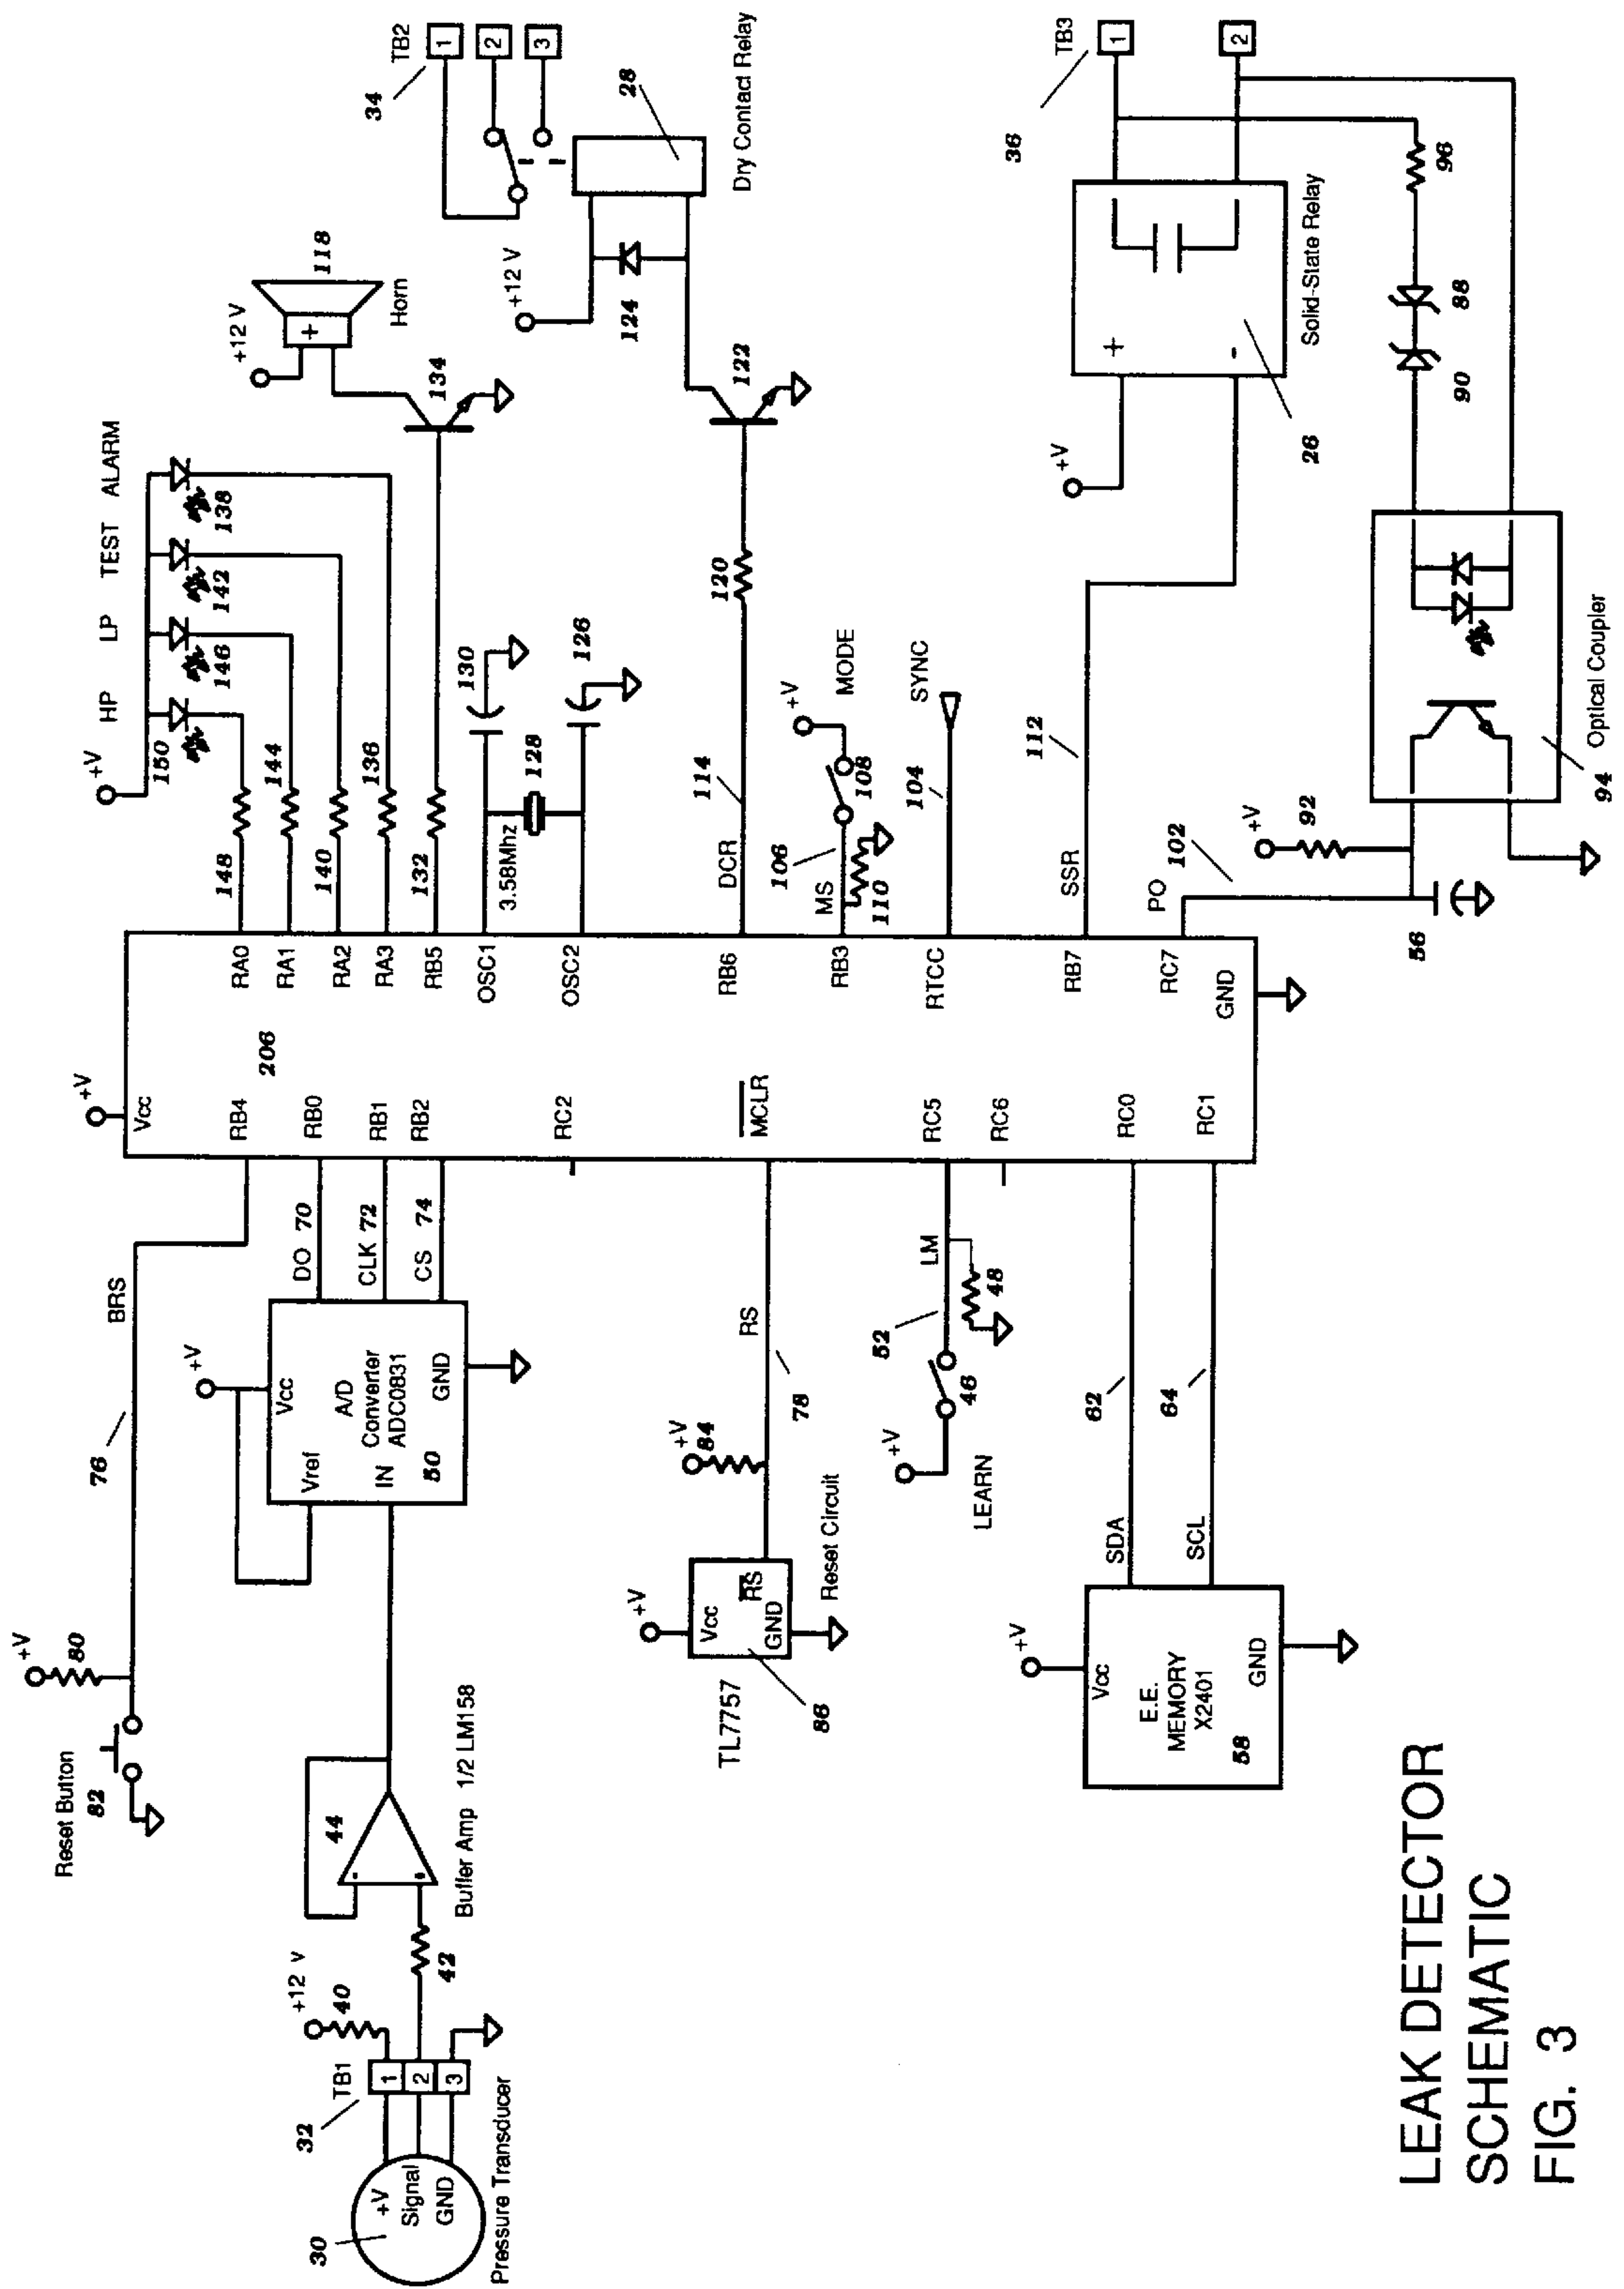 Reset Button
82
+V
80
76
BRS
30
+V
Signal
GND
Pressure Transducer
32
TB1
1
2
3
+12 V
40
42
44
-
Buffer Amp 1/2 LM158
+V
Vcc
Vref
A/D
Converter
ADC0831
IN
50
GND
DO 70
CLK 72
CS 74
TL7757
86
+V
Vcc
RS
GND
Reset Circuit
+V
84
78
RS
LEARN
+V
46
52
LM
48
+V
Vcc
E.E.
MEMORY
X2401
58
GND
SDA
SCL
62
64
+V
Vcc
206
RB4
RB0
RB1
RB2
RC2
MCLR
RC5
RC6
RC0
RC1
RA0
RA1
RA2
RA3
RB5
OSC1
OSC2
RB6
RB3
RTCC
RB7
RC7
GND
+V
150
HP
LP
TEST
ALARM
146
142
138
148
144
140
136
132
134
+12 V
+
118
Horn
3.58Mhz
128
130
126
DCR
114
120
122
124
+12 V
28
Dry Contact Relay
34
TB2
1
2
3
MS
106
110
108
+V
MODE
104
SYNC
SSR
112
+V
+
-
26
Solid-State Relay
36
TB3
1
2
PO
102
56
92
+V
94
Optical Coupler
90
88
96
LEAK DETECTOR
SCHEMATIC
FIG. 3